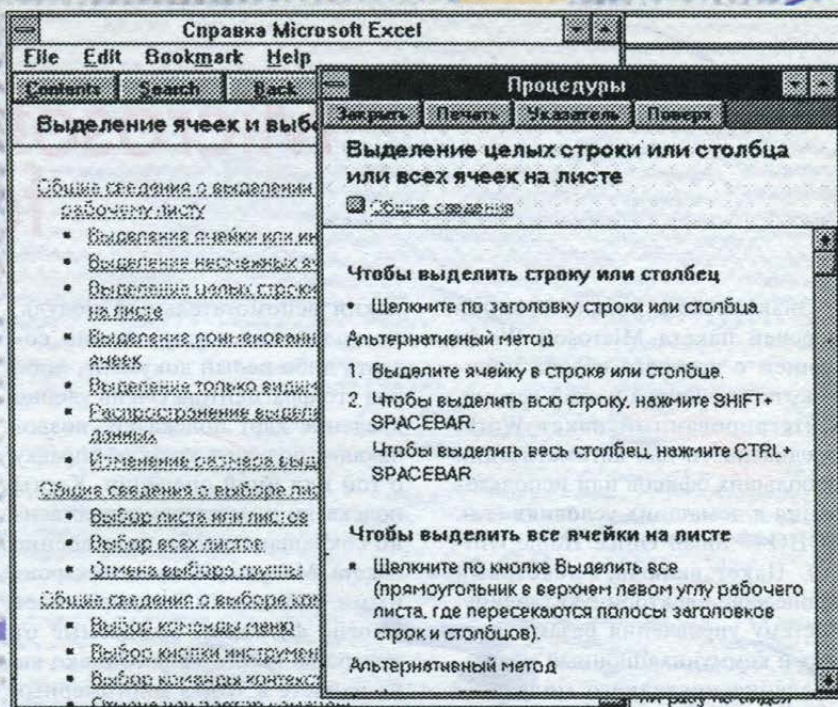 Справка Microsoft Excel
File Edit Bookmark Help
Contents Search Back
Выделение ячеек и выбо
Общие сведения о выделении
рабочему листу
Выделение ячейки или ин
Выделение несмежных яч
Выделение целых строки
на листе
Выделение поименованн
ячеек
Выделение только видим
Распространение выделе
данных
Изменение размера выд
Общие сведения о выборе лис
Выбор листа или листов
Выбор всех листов
Отмена выбора группы
Общие сведения о выборе ком
Выбор команды меню
Выбор кнопки инструмен
Выбор команды контекст
Процедуры
Закрыть Печать Указатель Поверх
Выделение целых строки или столбца
или всех ячеек на листе
Общие сведения
Чтобы выделить строку или столбец
• Щелкните по заголовку строки или столбца.
Альтернативный метод
1. Выделите ячейку в строке или столбце.
2. Чтобы выделить всю строку, нажмите SHIFT+
SPACEBAR.
Чтобы выделить весь столбец, нажмите CTRL+
SPACEBAR.
Чтобы выделить все ячейки на листе
• Щелкните по кнопке Выделить все
(прямоугольник в верхнем левом углу рабочего
листа, где пересекаются полосы заголовков
строк и столбцов).
Альтернативный метод